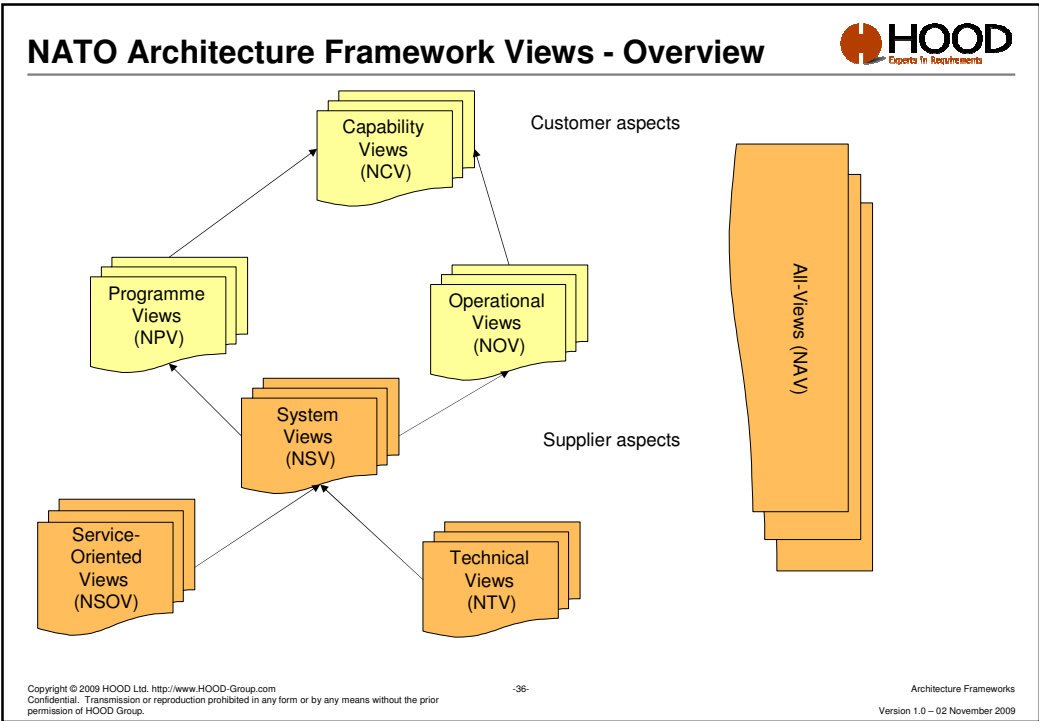 NATO Architecture Framework Views - Overview
HOOD
Experts in Requirements
Capability
Views
(NCV)
Customer aspects
Programme
Views
(NPV)
Operational
Views
(NOV)
All-Views (NAV)
System
Views
(NSV)
Supplier aspects
Service-
Oriented
Views
(NSOV)
Technical
Views
(NTV)
Copyright © 2009 HOOD Ltd. http://www.HOOD-Group.com
Confidential. Transmission or reproduction prohibited in any form or by any means without the prior
permission of HOOD Group.
-36-
Architecture Frameworks
Version 1.0 – 02 November 2009